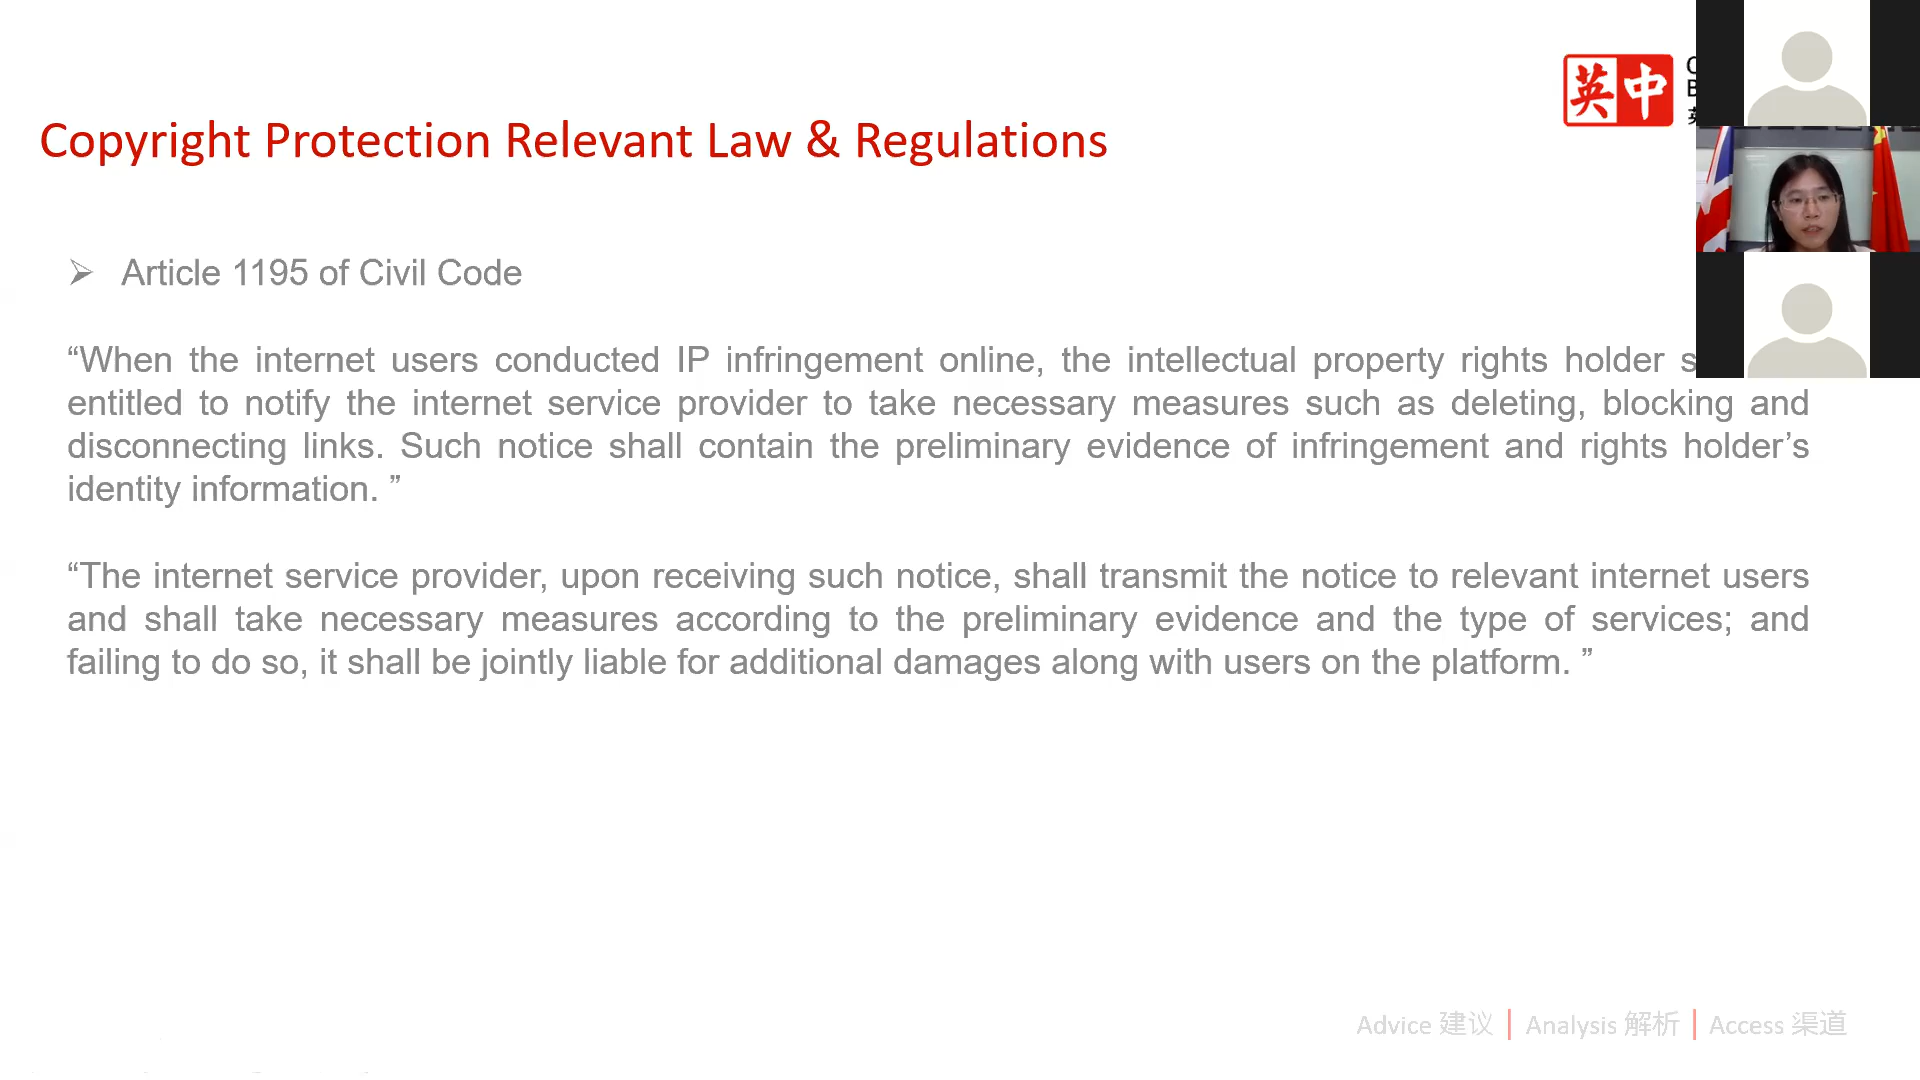 英中
Copyright Protection Relevant Law & Regulations
➢ Article 1195 of Civil Code
“When the internet users conducted IP infringement online, the intellectual property rights holder
entitled to notify the internet service provider to take necessary measures such as deleting, blocking and
disconnecting links. Such notice shall contain the preliminary evidence of infringement and rights holder’s
identity information. ”
“The internet service provider, upon receiving such notice, shall transmit the notice to relevant internet users
and shall take necessary measures according to the preliminary evidence and the type of services; and
failing to do so, it shall be jointly liable for additional damages along with users on the platform. ”
Advice 建议 | Analysis 解析 | Access 渠道